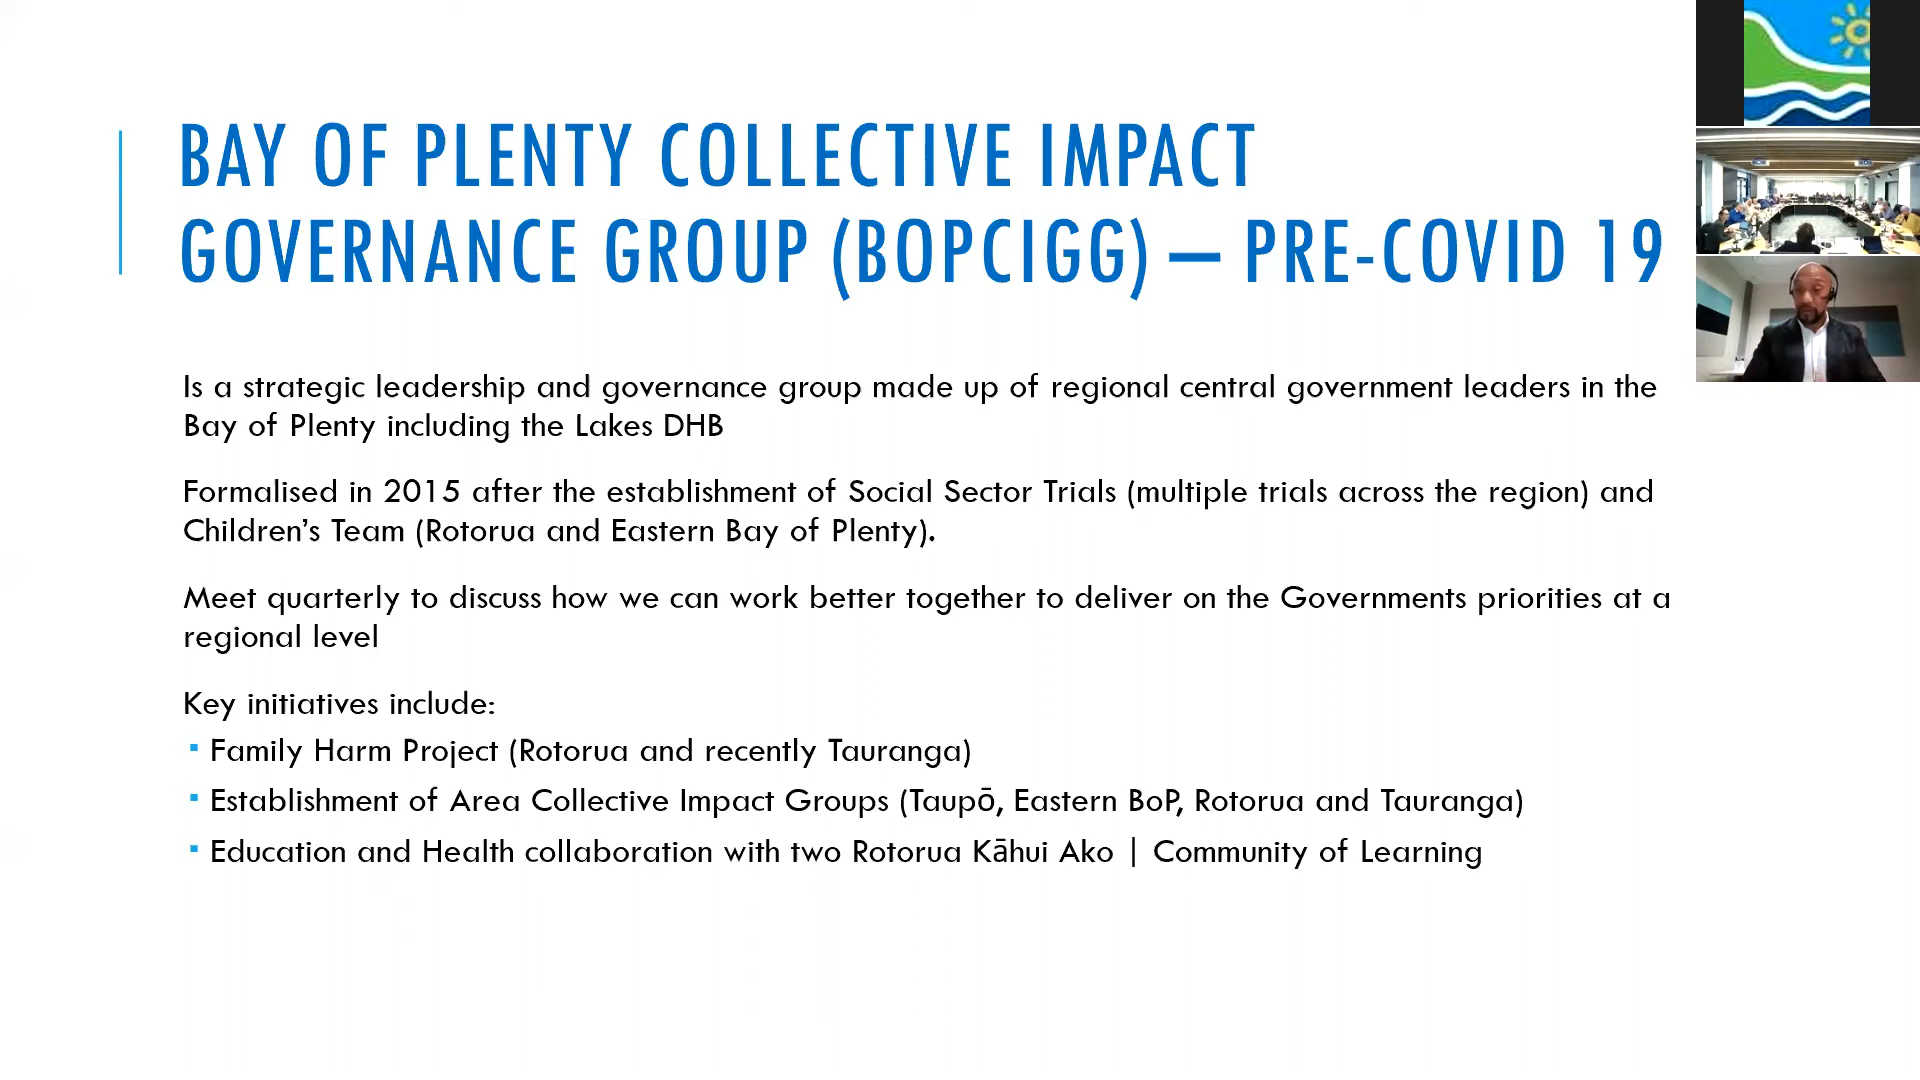 BAY OF PLENTY COLLECTIVE IMPACT
GOVERNANCE GROUP (BOPCIGG) – PRE-COVID 19
Is a strategic leadership and governance group made up of regional central government leaders in the
Bay of Plenty including the Lakes DHB
Formalised in 2015 after the establishment of Social Sector Trials (multiple trials across the region) and
Children’s Team (Rotorua and Eastern Bay of Plenty).
Meet quarterly to discuss how we can work better together to deliver on the Governments priorities at a
regional level
Key initiatives include:
▪ Family Harm Project (Rotorua and recently Tauranga)
▪ Establishment of Area Collective Impact Groups (Taupō, Eastern BoP, Rotorua and Tauranga)
▪ Education and Health collaboration with two Rotorua Kāhui Ako | Community of Learning